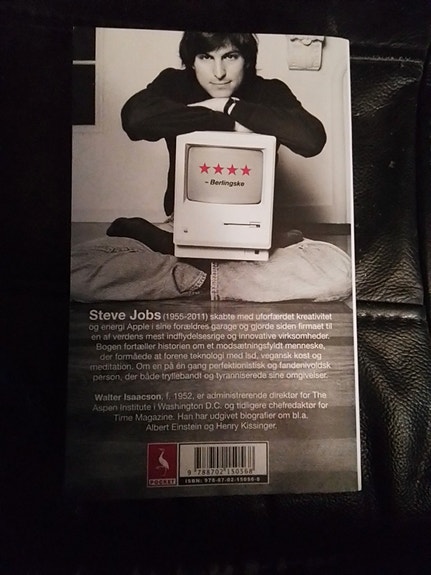 ★★★★
– Berlingske
Steve Jobs (1955-2011) skabte med uforfærdet kreativitet
og energi Apple i sine forældres garage og gjorde siden firmaet til
en af verdens mest indflydelsesrige og innovative virksomheder.
Bogen fortæller historien om et modsætningsfyldt menneske,
der formåede at forene teknologi med lsd, vegansk kost og
meditation. Om en på én gang perfektionistisk og fandenivoldsk
person, der både tryllebandt og tyranniserede sine omgivelser.
Walter Isaacson, f. 1952, er administrerende direktør for The
Aspen Institute i Washington D.C. og tidligere chefredaktør for
Time Magazine. Han har udgivet biografier om bl.a.
Albert Einstein og Henry Kissinger.
POCKET
9 788702 150568
ISBN: 978-87-02-15056-8